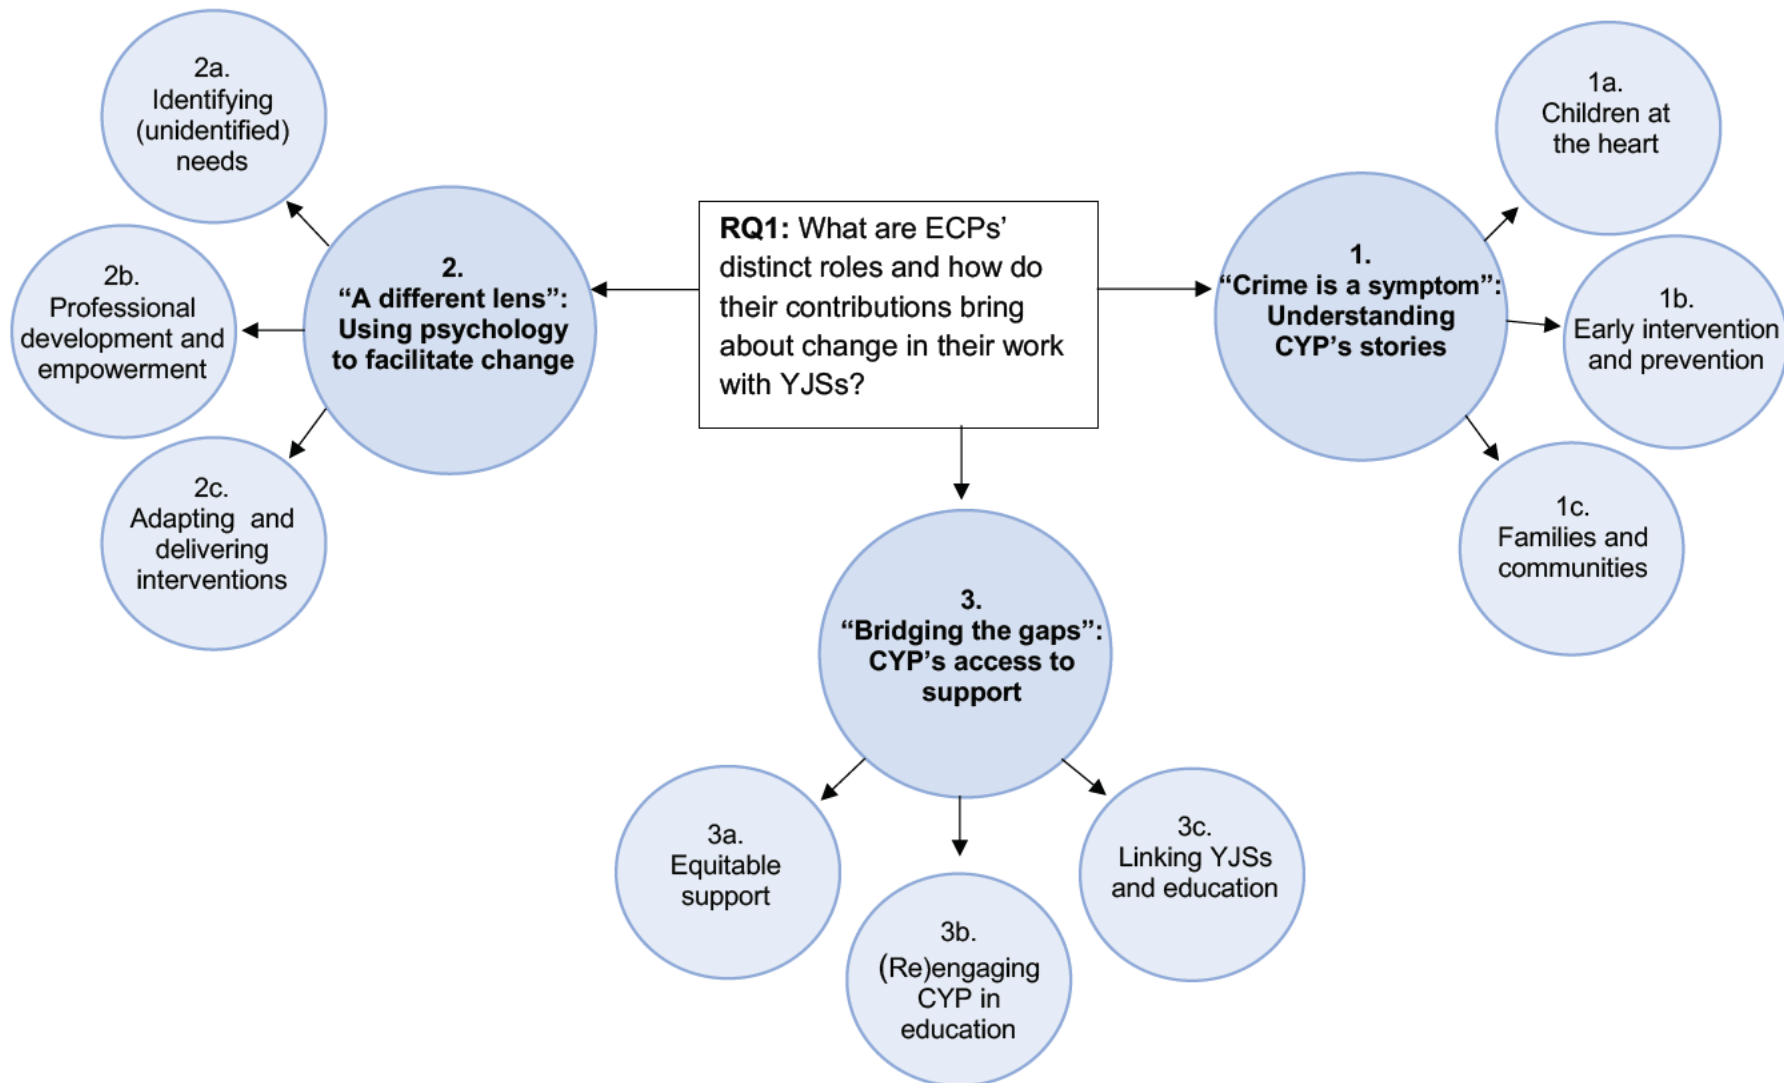 RQ1: What are ECPs’
distinct roles and how do
their contributions bring
about change in their work
with YJSs?
1.
“Crime is a symptom”:
Understanding
CYP’s stories
1a.
Children at
the heart
1b.
Early intervention
and prevention
1c.
Families and
communities
2.
“A different lens”:
Using psychology
to facilitate change
2a.
Identifying
(unidentified)
needs
2b.
Professional
development and
empowerment
2c.
Adapting and
delivering
interventions
3.
“Bridging the gaps”:
CYP’s access to
support
3a.
Equitable
support
3b.
(Re)engaging
CYP in
education
3c.
Linking YJSs
and education